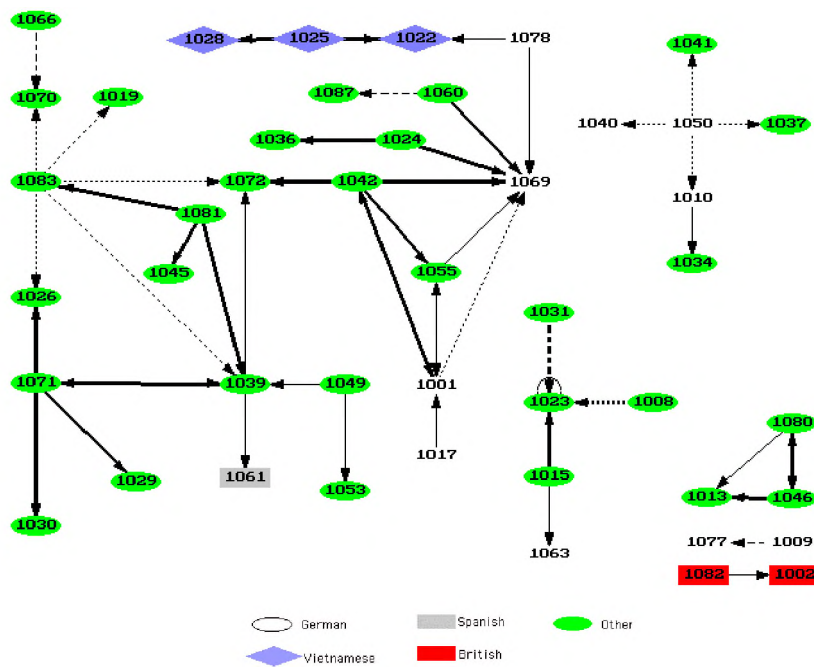 1066
1028 1025 1022 1078
1041
1070 1019 1087 1060
1040 1050 1037
1036 1024
1083 1072 1042 1069
1081 1010
1045 1055 1034
1026 1031
1071 1039 1049 1001
1023 1008
1080
1017
1029 1061 1053 1015
1013 1046
1030
1063 1077 1009
1082 1002
German Spanish Other
Vietnamese British